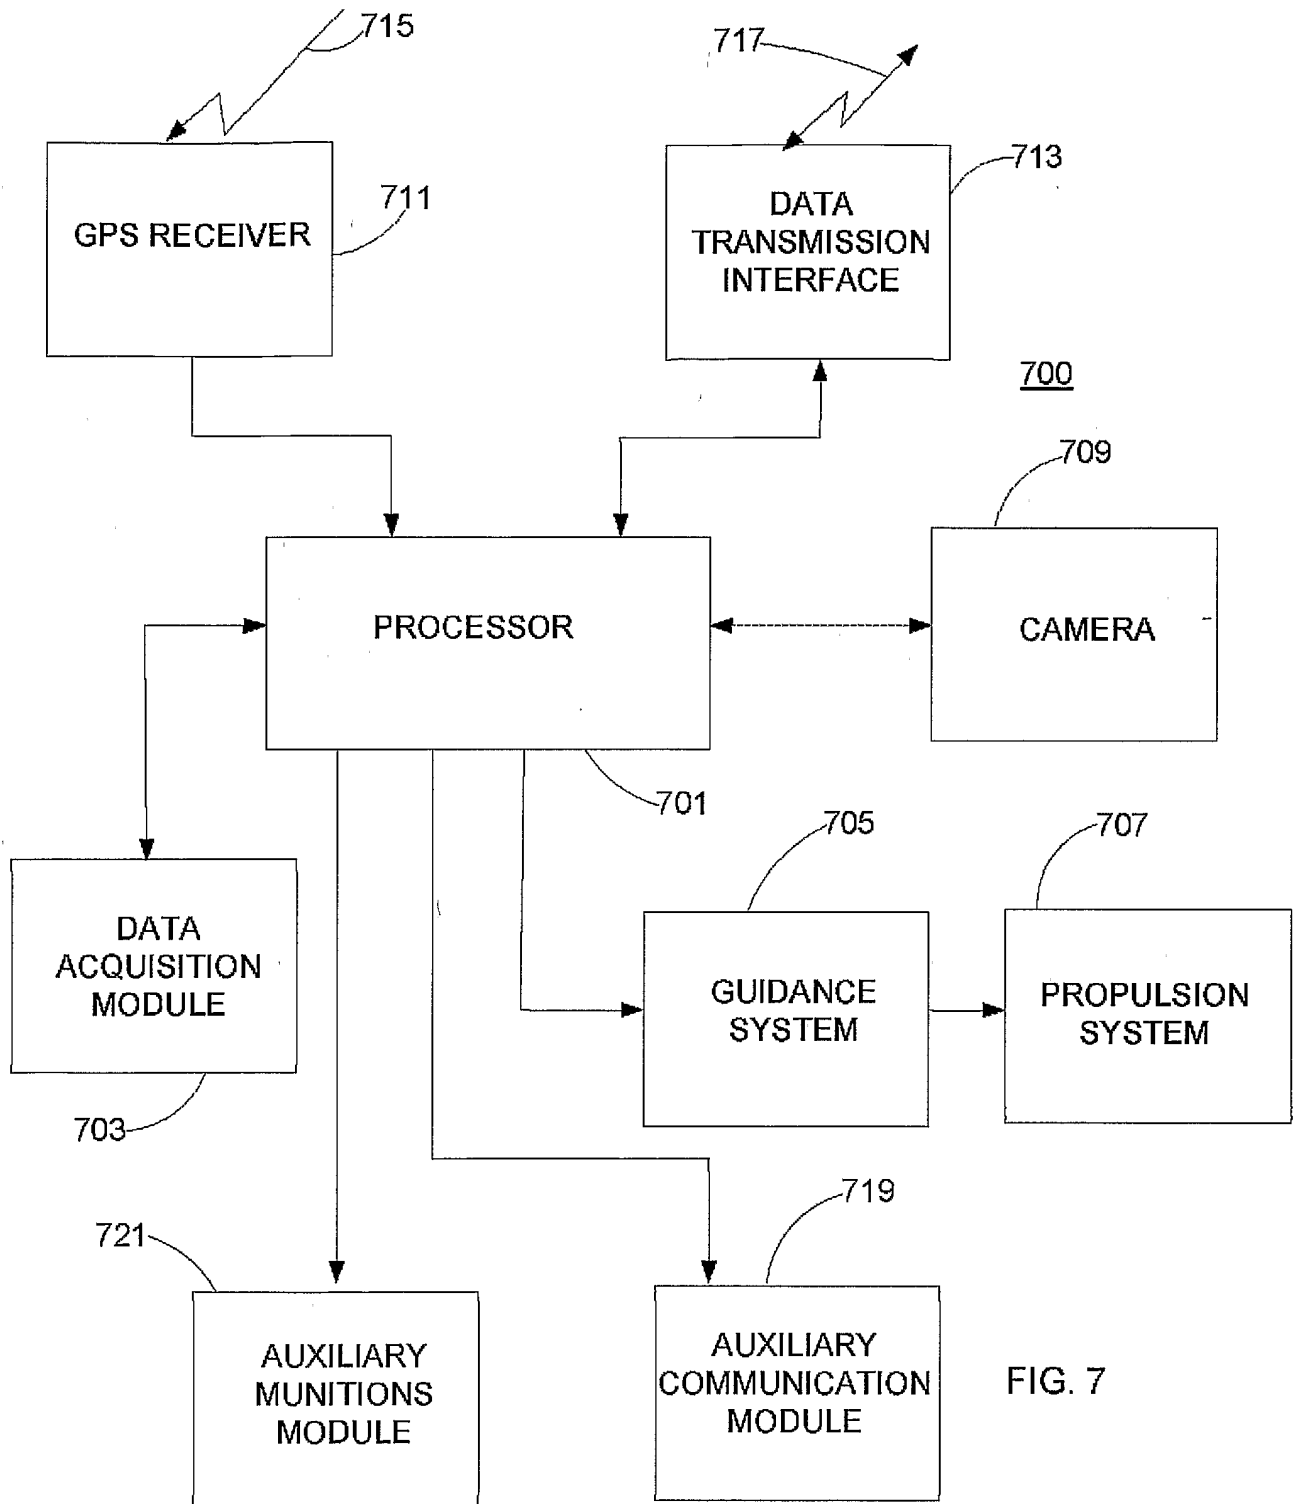 715
717
713
711
GPS RECEIVER
DATA
TRANSMISSION
INTERFACE
700
709
PROCESSOR
CAMERA
701
705
707
DATA
ACQUISITION
MODULE
GUIDANCE
SYSTEM
PROPULSION
SYSTEM
703
719
721
AUXILIARY
MUNITIONS
MODULE
AUXILIARY
COMMUNICATION
MODULE
FIG. 7